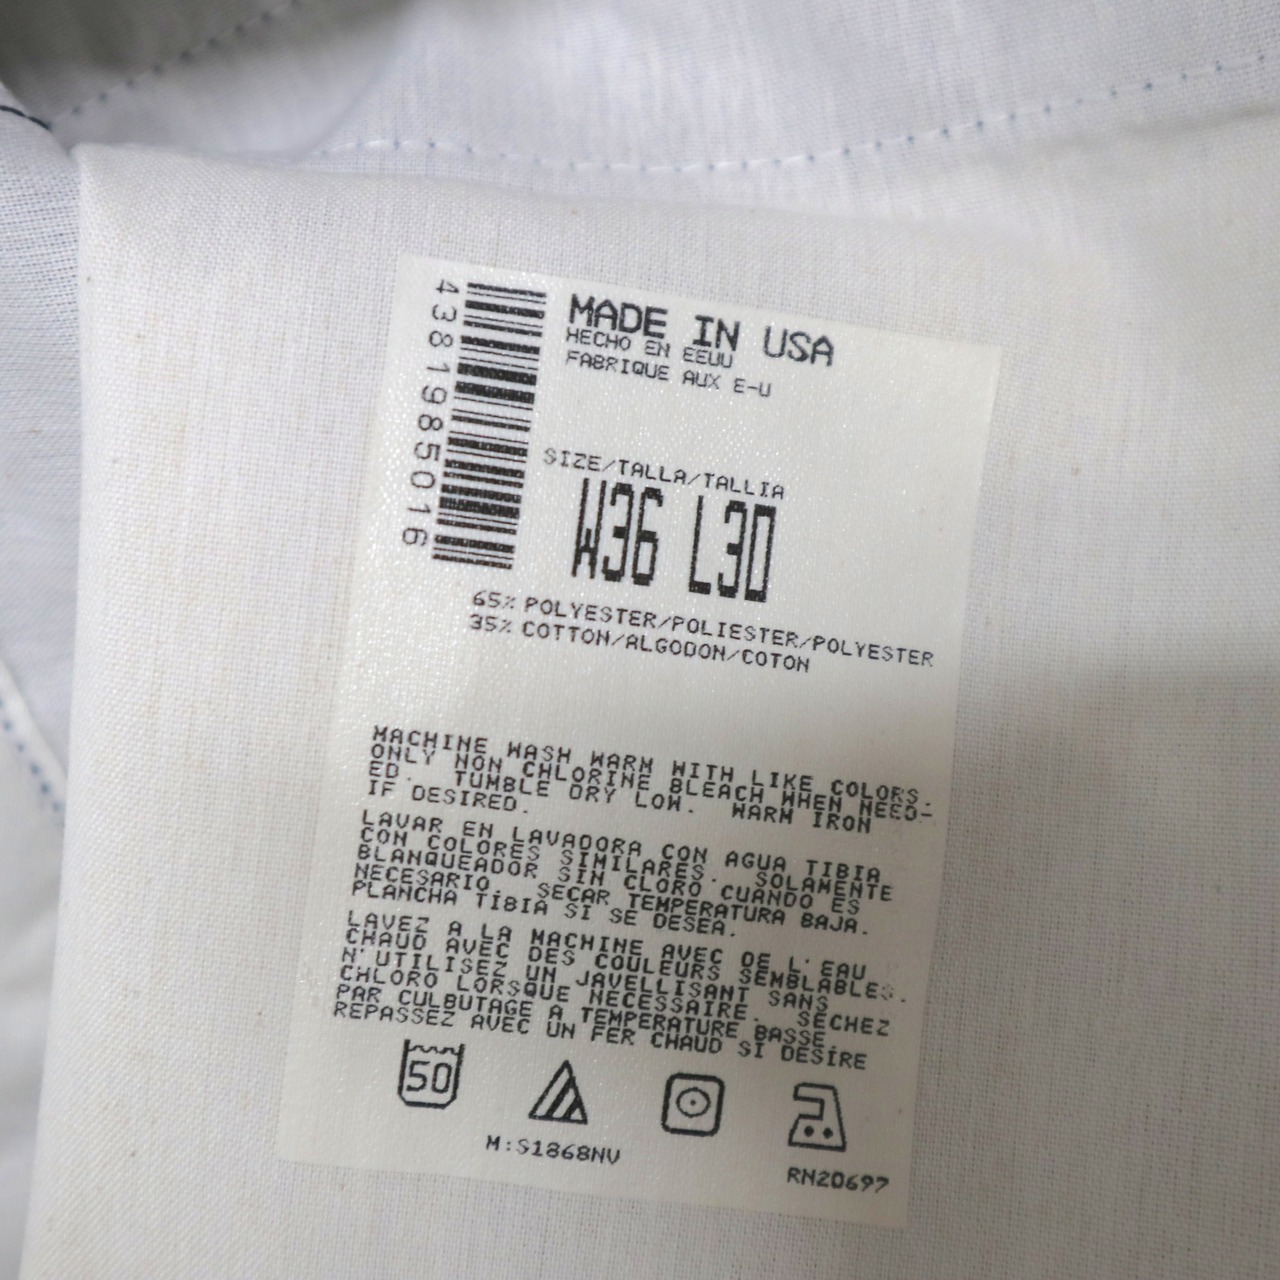 4381985016
MADE IN USA
HECHO EN EEUU
FABRIQUE AUX E-U
SIZE/TALLA/TALLIA
W36 L30
65% POLYESTER/POLIESTER/POLYESTER
35% COTTON/ALGODON/COTON
MACHINE WASH WARM WITH LIKE COLORS.
ONLY NON CHLORINE BLEACH WHEN NEED-
ED. TUMBLE DRY LOW. WARM IRON
IF DESIRED.
LAVAR EN LAVADORA CON AGUA TIBIA
CON COLORES SIMILARES. SOLAMENTE
BLANQUEADOR SIN CLORO CUANDO ES
NECESARIO. SECAR TEMPERATURA BAJA.
PLANCHA TIBIA SI SE DESEA.
LAVEZ A LA MACHINE AVEC DE L'EAU
CHAUD AVEC DES COULEURS SEMBLABLES.
N'UTILISEZ UN JAVELLISANT SANS
CHLORO LORSQUE NECESSAIRE. SECHEZ
PAR CULBUTAGE A TEMPERATURE BASSE.
REPASSEZ AVEC UN FER CHAUD SI DESIRE
50
M:S1868NV
RN20697